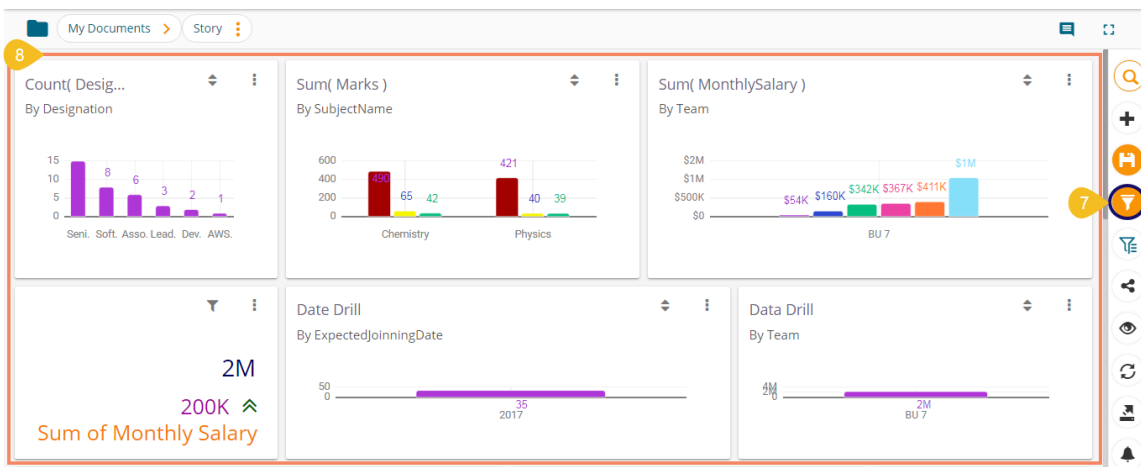 My Documents
Story
8
Count( Desig...
By Designation
15
10
5
0
8
6
3
2
1
Seni. Soft. Asso. Lead. Dev. AWS.
Sum( Marks )
By SubjectName
600
400
200
0
490
65
42
421
40
39
Chemistry
Physics
Sum( MonthlySalary )
By Team
$2M
$1M
$500K
$0
$54K
$160K
$342K
$367K
$411K
$1M
BU 7
7
2M
200K
Sum of Monthly Salary
Date Drill
By ExpectedJoinningDate
50
0
35
2017
Data Drill
By Team
4M
2M
0
2M
BU 7